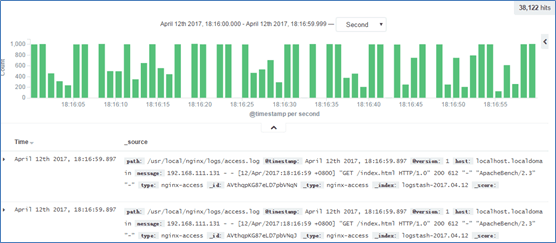 38,122 hits
April 12th 2017, 18:16:00.000 - April 12th 2017, 18:16:59.999 — Second
Count
1,000
800
600
400
200
0
18:16:05 18:16:10 18:16:15 18:16:20 18:16:25 18:16:30 18:16:35 18:16:40 18:16:45 18:16:50 18:16:55
@timestamp per second
Time _source
April 12th 2017, 18:16:59.897 path: /usr/local/nginx/logs/access.log @timestamp: April 12th 2017, 18:16:59.897 @version: 1 host: localhost.localdoma
in message: 192.168.111.131 - - [12/Apr/2017:18:16:59 +0800] "GET /index.html HTTP/1.0" 200 612 "-" "ApacheBench/2.3"
"-" _type: nginx-access _id: _index: logstash-2017.04.12 _score:
April 12th 2017, 18:16:59.897 path: /usr/local/nginx/logs/access.log @timestamp: April 12th 2017, 18:16:59.897 @version: 1 host: localhost.localdoma
in message: 192.168.111.131 - - [12/Apr/2017:18:16:59 +0800] "GET /index.html HTTP/1.0" 200 612 "-" "ApacheBench/2.3"
"-" _id: _type: nginx-access _index: logstash-2017.04.12 _score: